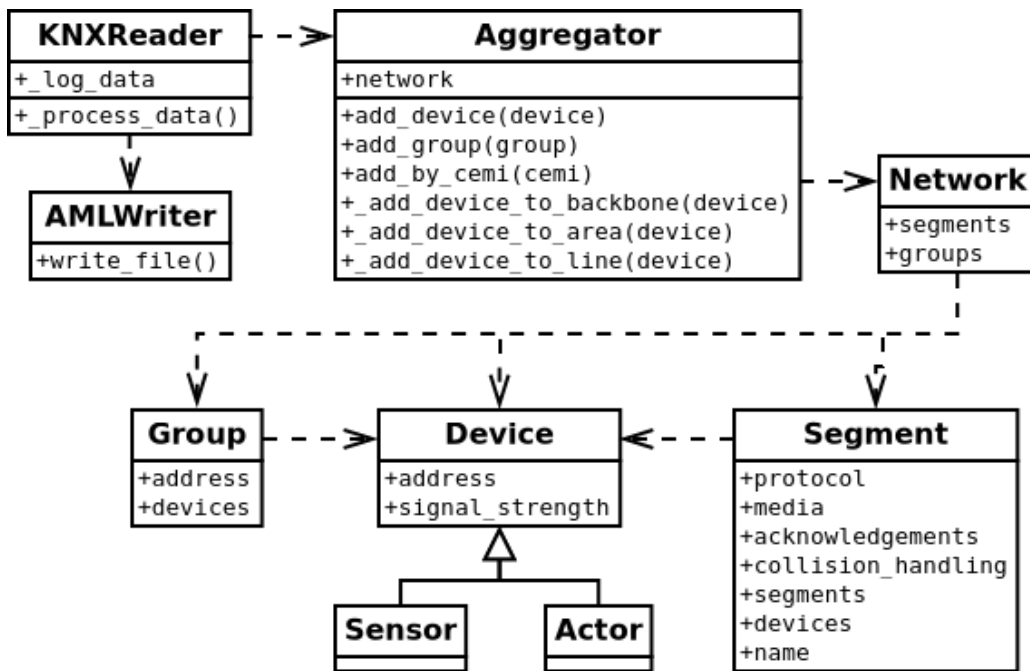 KNXReader
+_log_data
+_process_data()
Aggregator
+network
+add_device(device)
+add_group(group)
+add_by_cemi(cemi)
+_add_device_to_backbone(device)
+_add_device_to_area(device)
+_add_device_to_line(device)
AMLWriter
+write_file()
Network
+segments
+groups
Group
+address
+devices
Device
+address
+signal_strength
Segment
+protocol
+media
+acknowledgements
+collision_handling
+segments
+devices
+name
Sensor
Actor